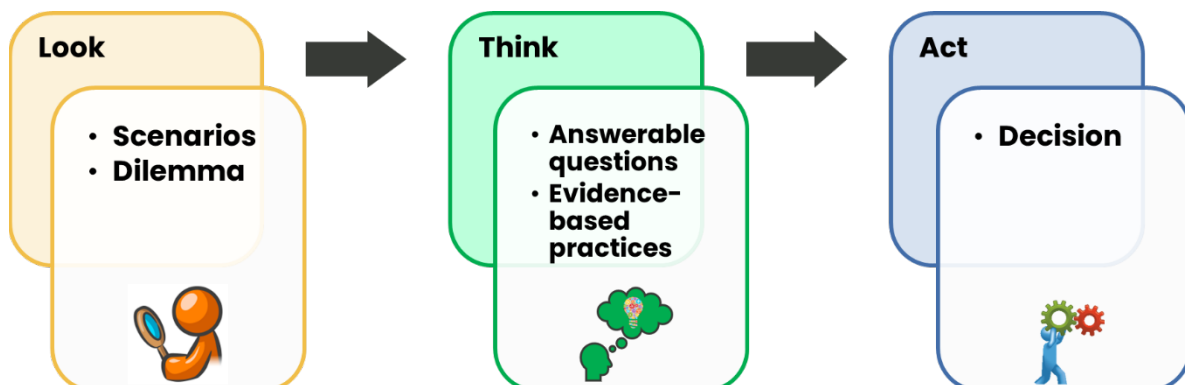 Look
• Scenarios
• Dilemma
Think
• Answerable
questions
• Evidence-
based
practices
Act
• Decision